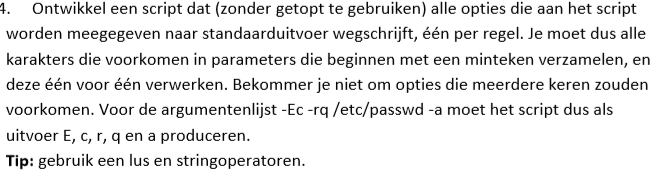 4. Ontwikkel een script dat (zonder getopt te gebruiken) alle opties die aan het script
worden meegegeven naar standaarduitvoer wegschrijft, één per regel. Je moet dus alle
karakters die voorkomen in parameters die beginnen met een minteken verzamelen, en
deze één voor één verwerken. Bekommer je niet om opties die meerdere keren zouden
voorkomen. Voor de argumentenlijst -Ec -rq /etc/passwd -a moet het script dus als
uitvoer E, c, r, q en a produceren.
Tip: gebruik een lus en stringoperatoren.